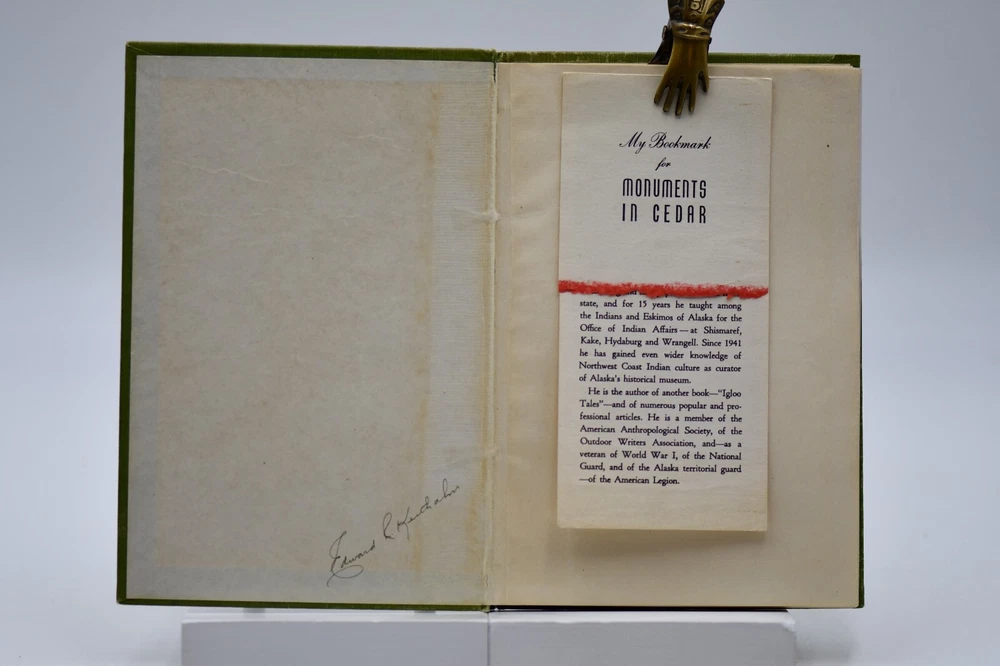 Edward L Keithahn
My Bookmark
for
MONUMENTS
IN CEDAR
state, and for 15 years he taught among
the Indians and Eskimos of Alaska for the
Office of Indian Affairs—at Shismaref,
Kake, Hydaburg and Wrangell. Since 1941
he has gained even wider knowledge of
Northwest Coast Indian culture as curator
of Alaska's historical museum.
He is the author of another book—"Igloo
Tales"—and of numerous popular and pro-
fessional articles. He is a member of the
American Anthropological Society, of the
Outdoor Writers Association, and—as a
veteran of World War I, of the National
Guard, and of the Alaska territorial guard
—of the American Legion.